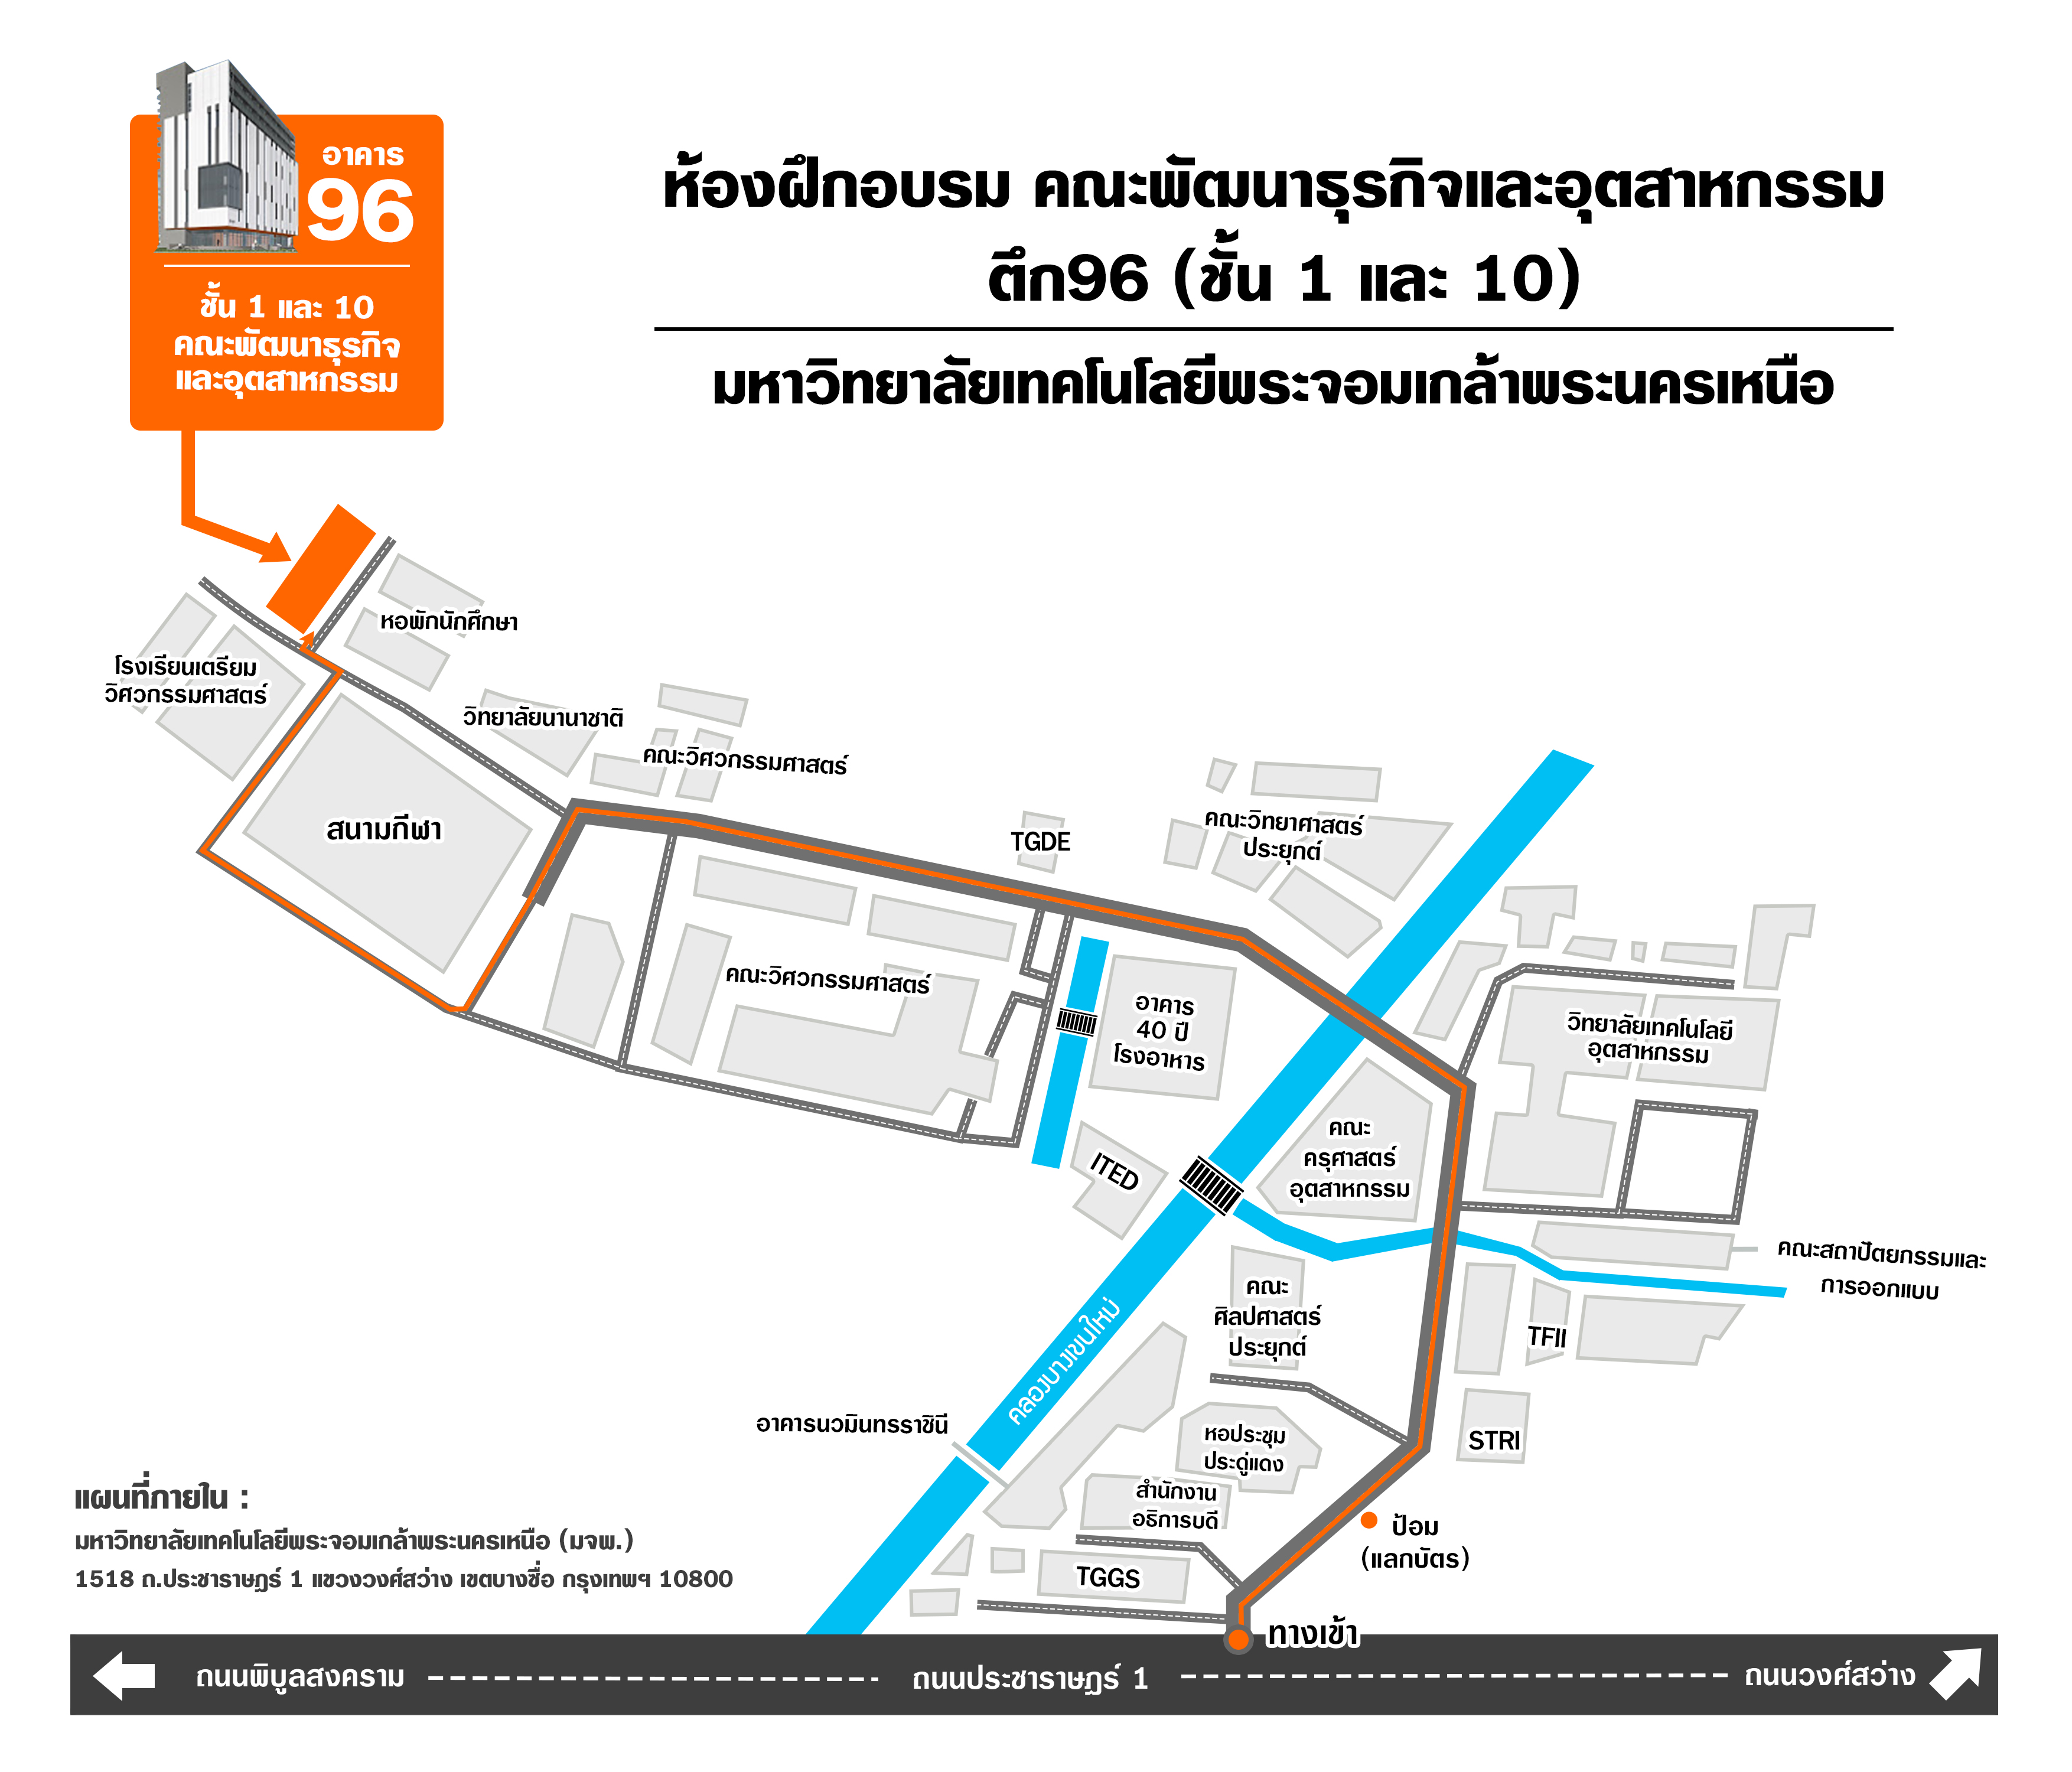 อาคาร
96
ชั้น 1 และ 10
คณะพัฒนาธุรกิจ
และอุตสาหกรรม
ห้องฝึกอบรม คณะพัฒนาธุรกิจและอุตสาหกรรม
ตึก96 (ชั้น 1 และ 10)
มหาวิทยาลัยเทคโนโลยีพระจอมเกล้าพระนครเหนือ
หอพักนักศึกษา
โรงเรียนเตรียม
วิศวกรรมศาสตร์
วิทยาลัยนานาชาติ
คณะวิศวกรรมศาสตร์
สนามกีฬา
TGDE
คณะวิทยาศาสตร์
ประยุกต์
คณะวิศวกรรมศาสตร์
อาคาร
40 ปี
โรงอาหาร
วิทยาลัยเทคโนโลยี
อุตสาหกรรม
ITED
คณะ
ครุศาสตร์
อุตสาหกรรม
คณะสถาปัตยกรรมและ
การออกแบบ
คณะ
ศิลปศาสตร์
ประยุกต์
TFII
คลองบางเขนใหม่
อาคารนวมินทรราชินี
หอประชุม
ประดู่แดง
STRI
สำนักงาน
อธิการบดี
ป้อม
(แลกบัตร)
TGGS
ทางเข้า
แผนที่ภายใน :
มหาวิทยาลัยเทคโนโลยีพระจอมเกล้าพระนครเหนือ (มจพ.)
1518 ถ.ประชาราษฎร์ 1 แขวงวงศ์สว่าง เขตบางซื่อ กรุงเทพฯ 10800
ถนนพิบูลสงคราม
ถนนประชาราษฎร์ 1
ถนนวงศ์สว่าง